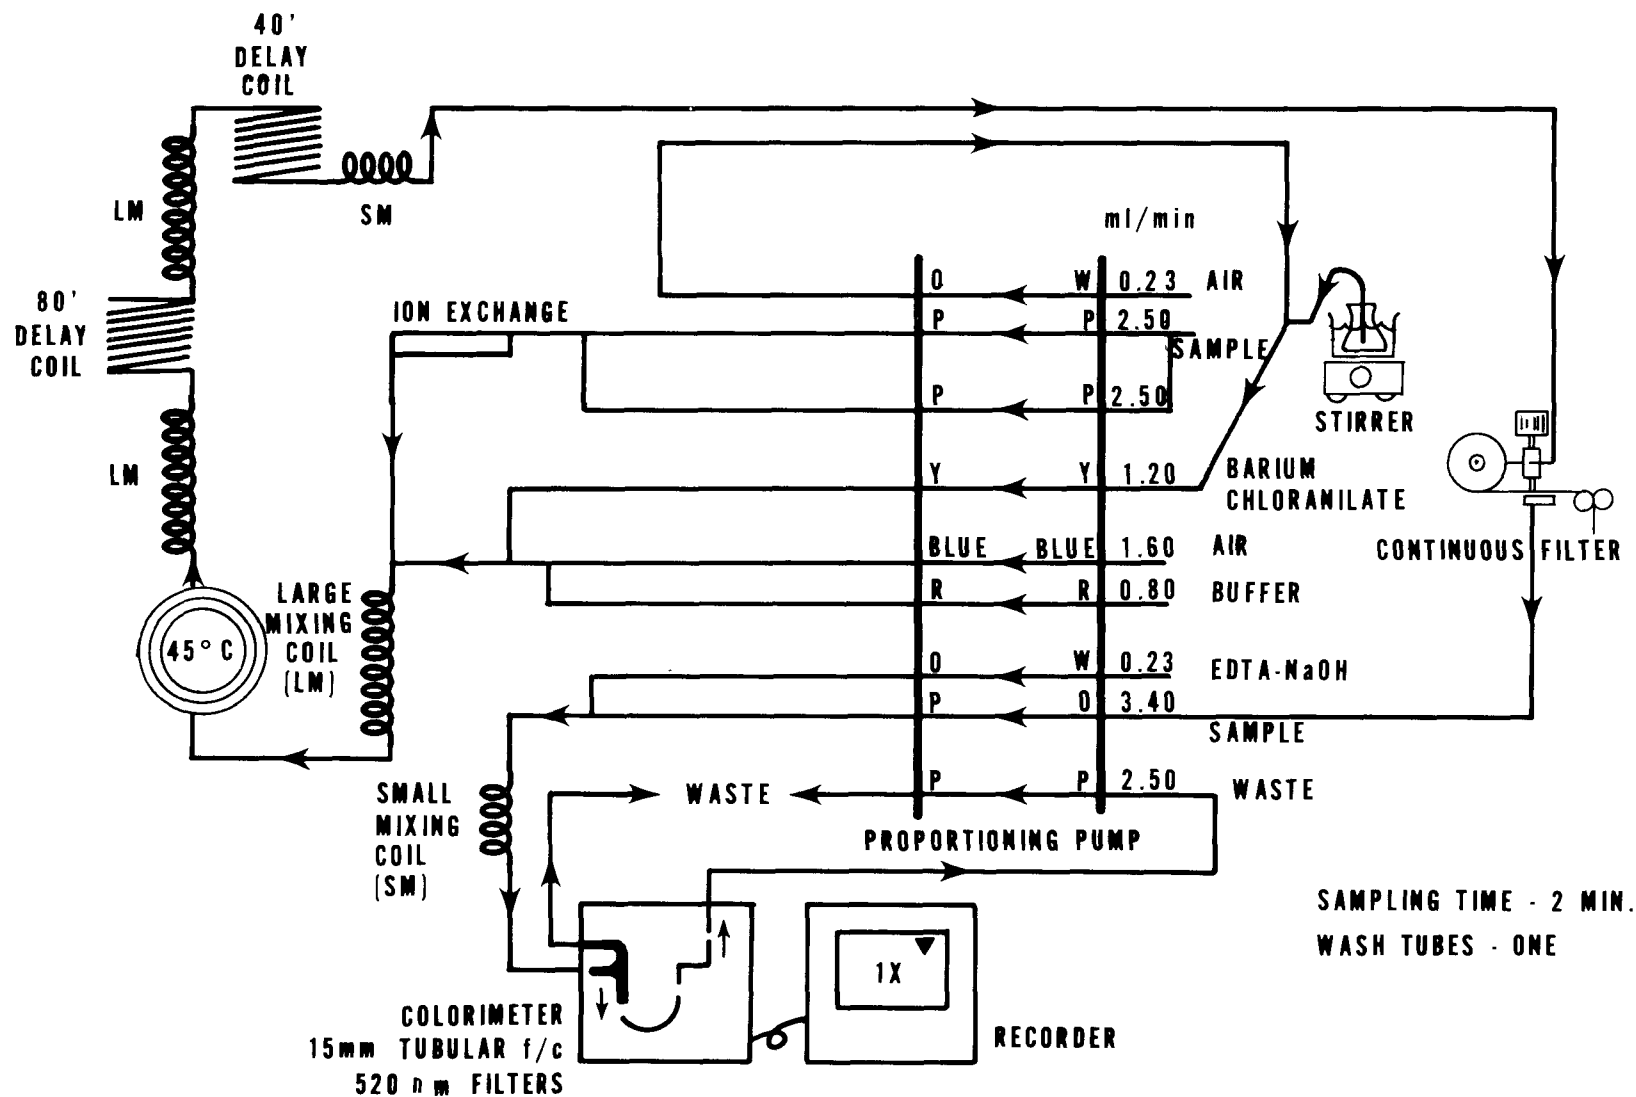 40'
DELAY
COIL
LM
SM
ml/min
80'
DELAY
COIL
ION EXCHANGE
O W 0.23 AIR
P P 2.50
SAMPLE
P P 2.50
STIRRER
LM
Y Y 1.20 BARIUM
CHLORANILATE
BLUE BLUE 1.60 AIR
CONTINUOUS FILTER
R R 0.80 BUFFER
LARGE
MIXING
COIL
(LM)
45° C
O W 0.23 EDTA-NaOH
P O 3.40
SAMPLE
P P 2.50 WASTE
WASTE
SMALL
MIXING
COIL
(SM)
PROPORTIONING PUMP
SAMPLING TIME - 2 MIN.
WASH TUBES - ONE
1X
COLORIMETER
15mm TUBULAR f/c
520 nm FILTERS
RECORDER